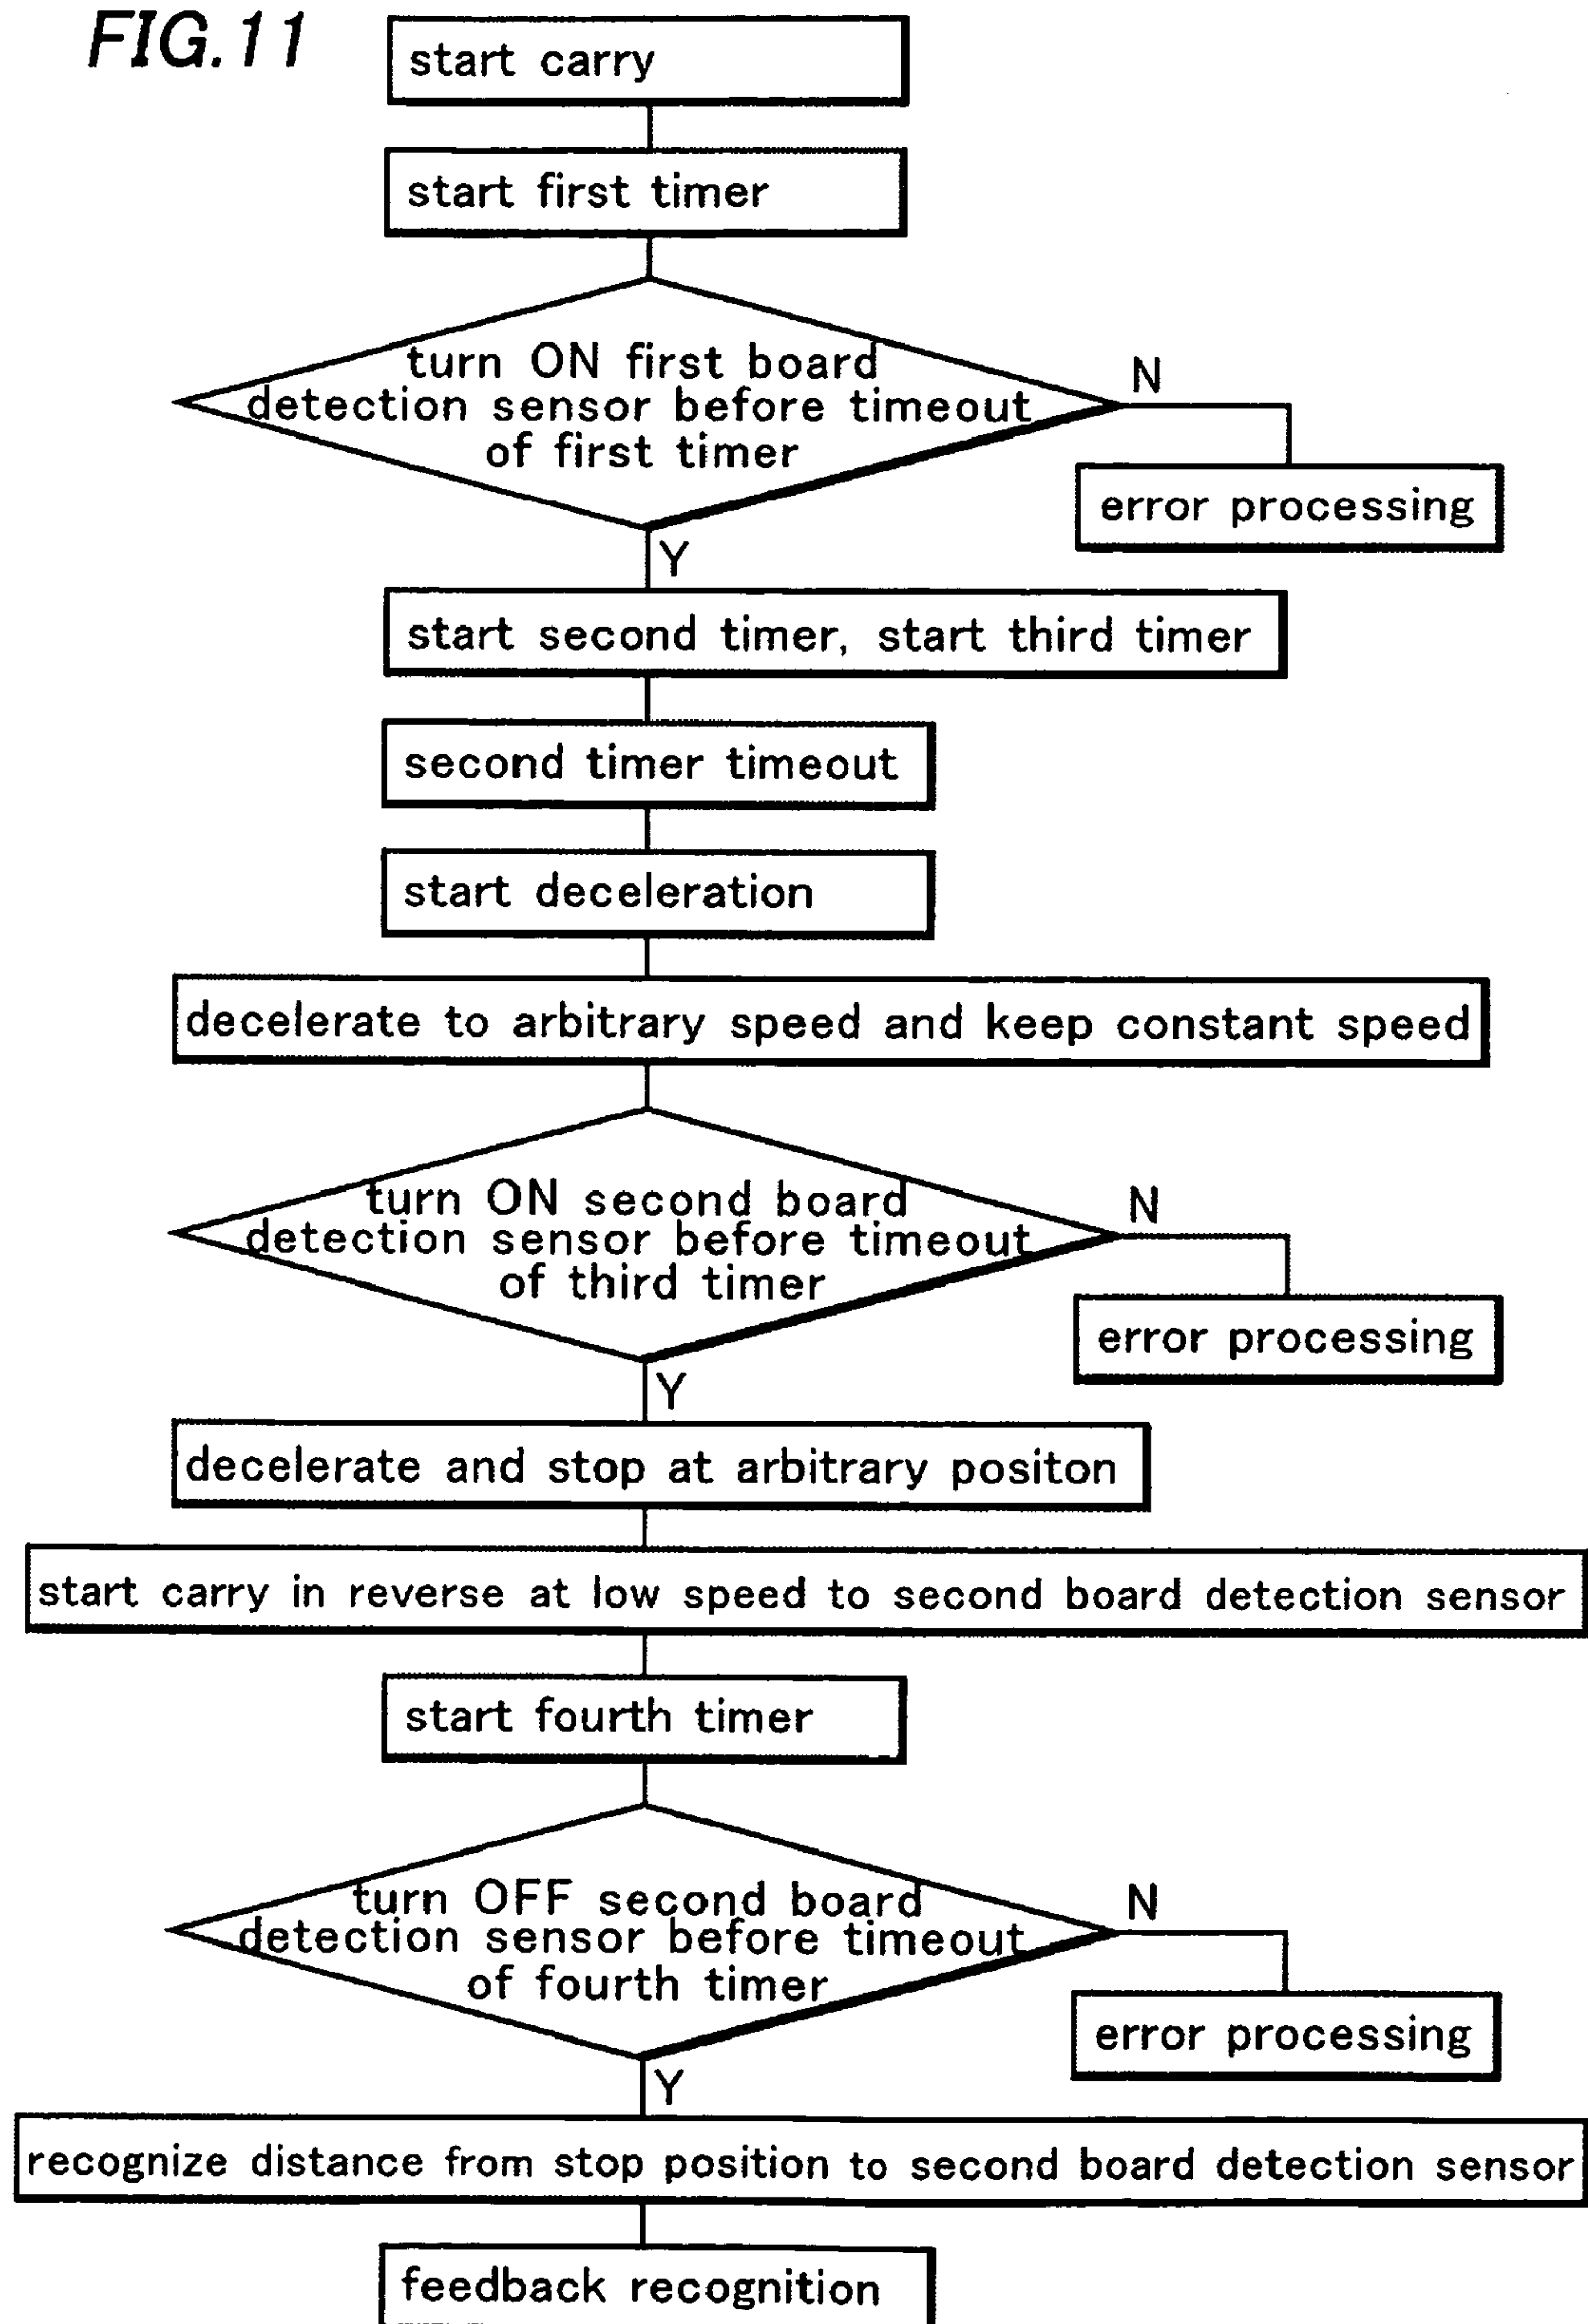 FIG.11
start carry
start first timer
turn ON first board
detection sensor before timeout
of first timer
N
error processing
Y
start second timer, start third timer
second timer timeout
start deceleration
decelerate to arbitrary speed and keep constant speed
turn ON second board
detection sensor before timeout
of third timer
N
error processing
Y
decelerate and stop at arbitrary positon
start carry in reverse at low speed to second board detection sensor
start fourth timer
turn OFF second board
detection sensor before timeout
of fourth timer
N
error processing
Y
recognize distance from stop position to second board detection sensor
feedback recognition